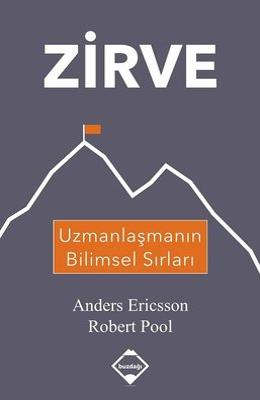 ZİRVE
Uzmanlaşmanın
Bilimsel Sırları
Anders Ericsson
Robert Pool
buzdağı